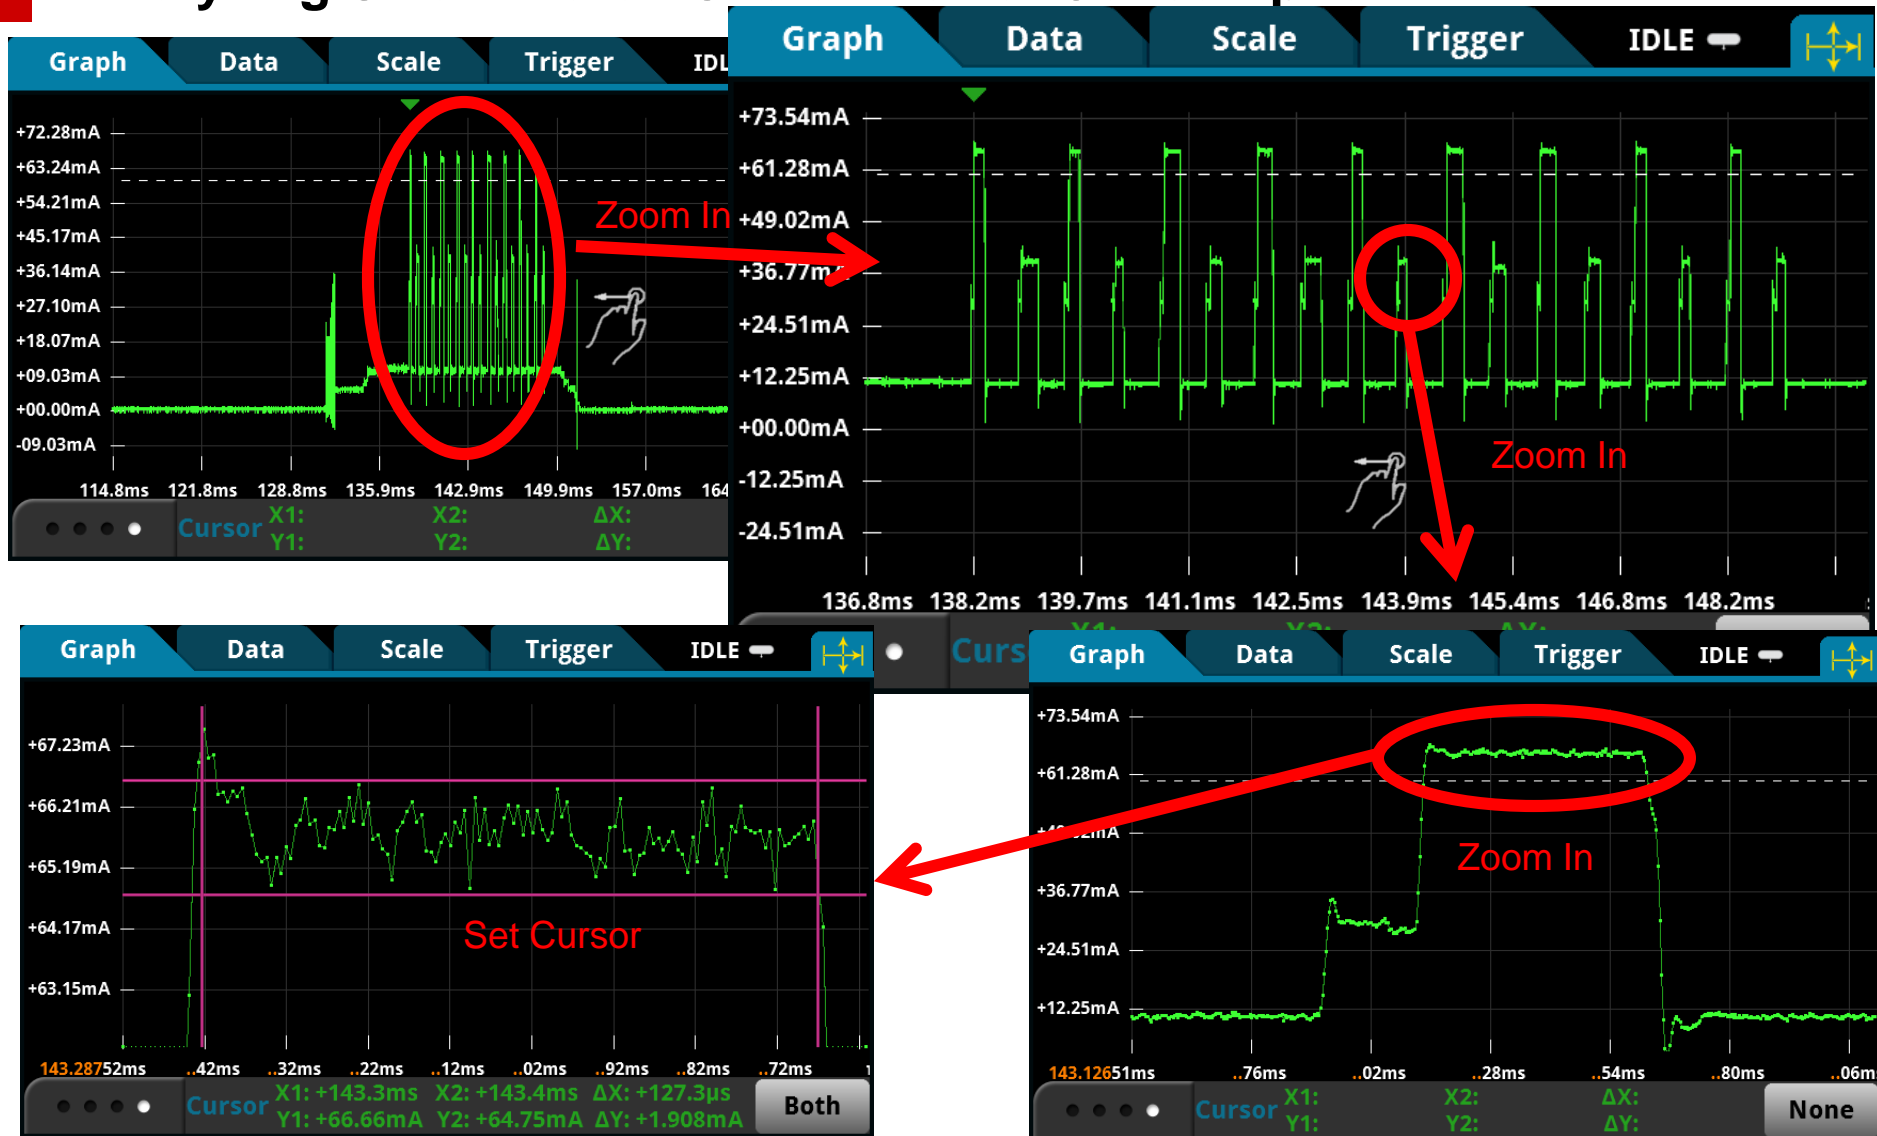 Graph Data Scale Trigger IDL
+72.28mA
+63.24mA
+54.21mA
+45.17mA
+36.14mA
+27.10mA
+18.07mA
+09.03mA
+00.00mA
-09.03mA
114.8ms 121.8ms 128.8ms 135.9ms 142.9ms 149.9ms 157.0ms 164
Cursor X1: X2: ΔX:
Y1: Y2: ΔY:
Zoom In
Graph Data Scale Trigger IDLE
+73.54mA
+61.28mA
+49.02mA
+36.77mA
+24.51mA
+12.25mA
+00.00mA
-12.25mA
-24.51mA
Zoom In
136.8ms 138.2ms 139.7ms 141.1ms 142.5ms 143.9ms 145.4ms 146.8ms 148.2ms
Curs
Graph Data Scale Trigger IDLE
+67.23mA
+66.21mA
+65.19mA
+64.17mA
+63.15mA
Set Cursor
143.28752ms ..42ms ..32ms ..22ms ..12ms ..02ms ..92ms ..82ms ..72ms
Cursor X1: +143.3ms X2: +143.4ms ΔX: +127.3µs
Y1: +66.66mA Y2: +64.75mA ΔY: +1.908mA
Both
Graph Data Scale Trigger IDLE
+73.54mA
+61.28mA
+36.77mA
+24.51mA
+12.25mA
Zoom In
143.12651ms ..76ms ..02ms ..28ms ..54ms ..80ms ..06m
Cursor X1: X2: ΔX:
Y1: Y2: ΔY:
None